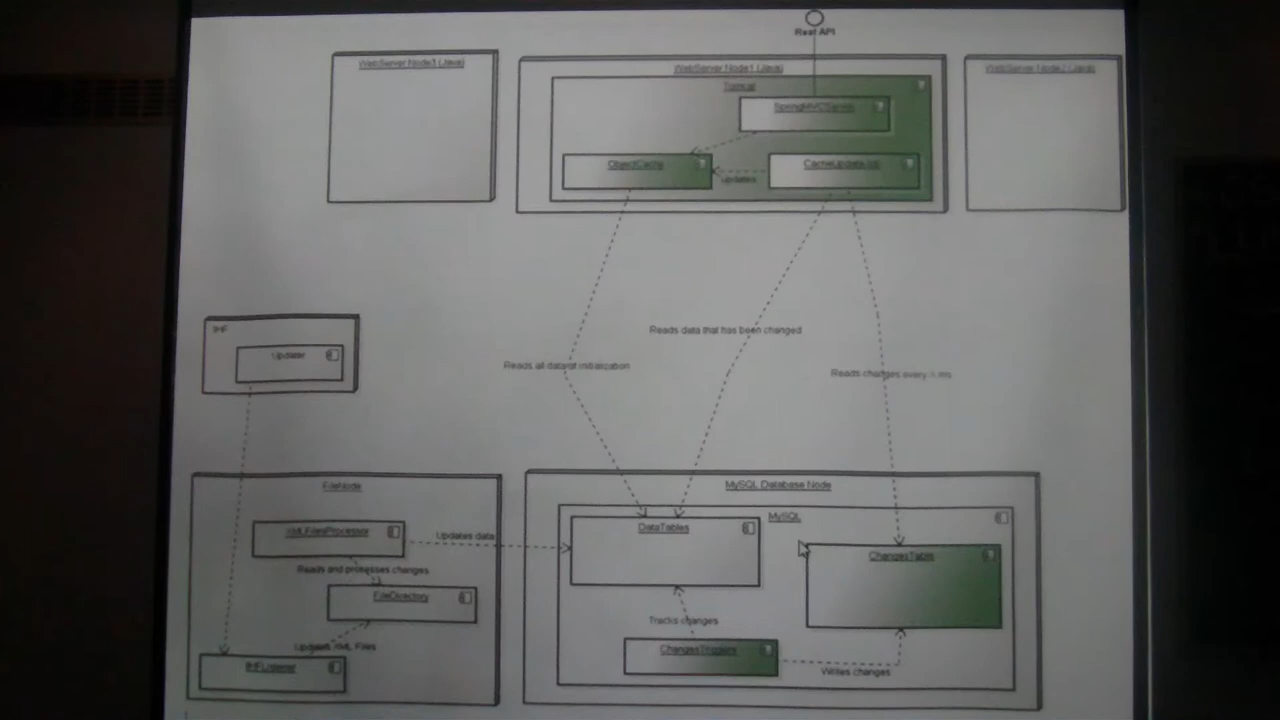 Rest API
WebServer Node3 (Java)
WebServer Node1 (Java)
WebServer Node2 (Java)
Tomcat
SpringMVCServlet
ObjectCache
updates
CacheUpdateJob
Reads data that has been changed
Reads all data at initialization
Reads changes every n ms
IHF
Updater
FileNode
MySQL Database Node
MySQL
XMLFilesProcessor
Updates data
DataTables
ChangesTable
Reads and processes changes
FileDirectory
Tracks changes
Updates XML Files
ChangesTriggers
IHFListener
Writes changes